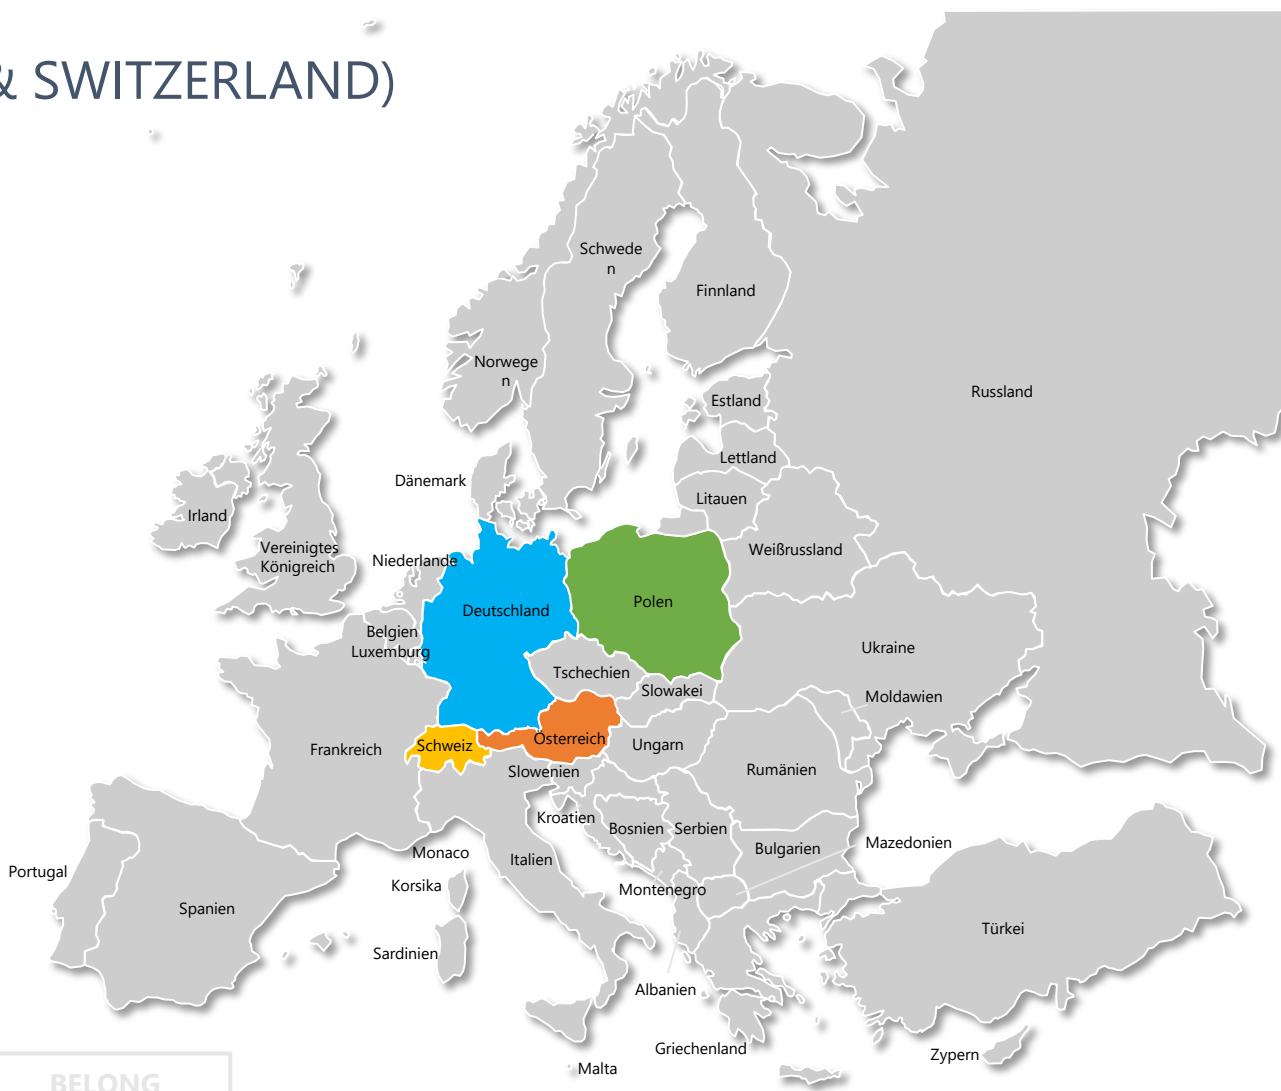 & SWITZERLAND)
Schwede
n
Finnland
Norwege
n
Russland
Estland
Lettland
Dänemark
Litauen
Irland
Vereinigtes
Königreich
Weißrussland
Niederlande
Deutschland
Polen
Belgien
Luxemburg
Ukraine
Tschechien
Slowakei
Moldawien
Frankreich
Schweiz
Österreich
Ungarn
Slowenien
Rumänien
Kroatien
Bosnien
Serbien
Bulgarien
Mazedonien
Monaco
Italien
Portugal
Korsika
Montenegro
Spanien
Türkei
Sardinien
Albanien
Griechenland
Zypern
Malta
BELONG